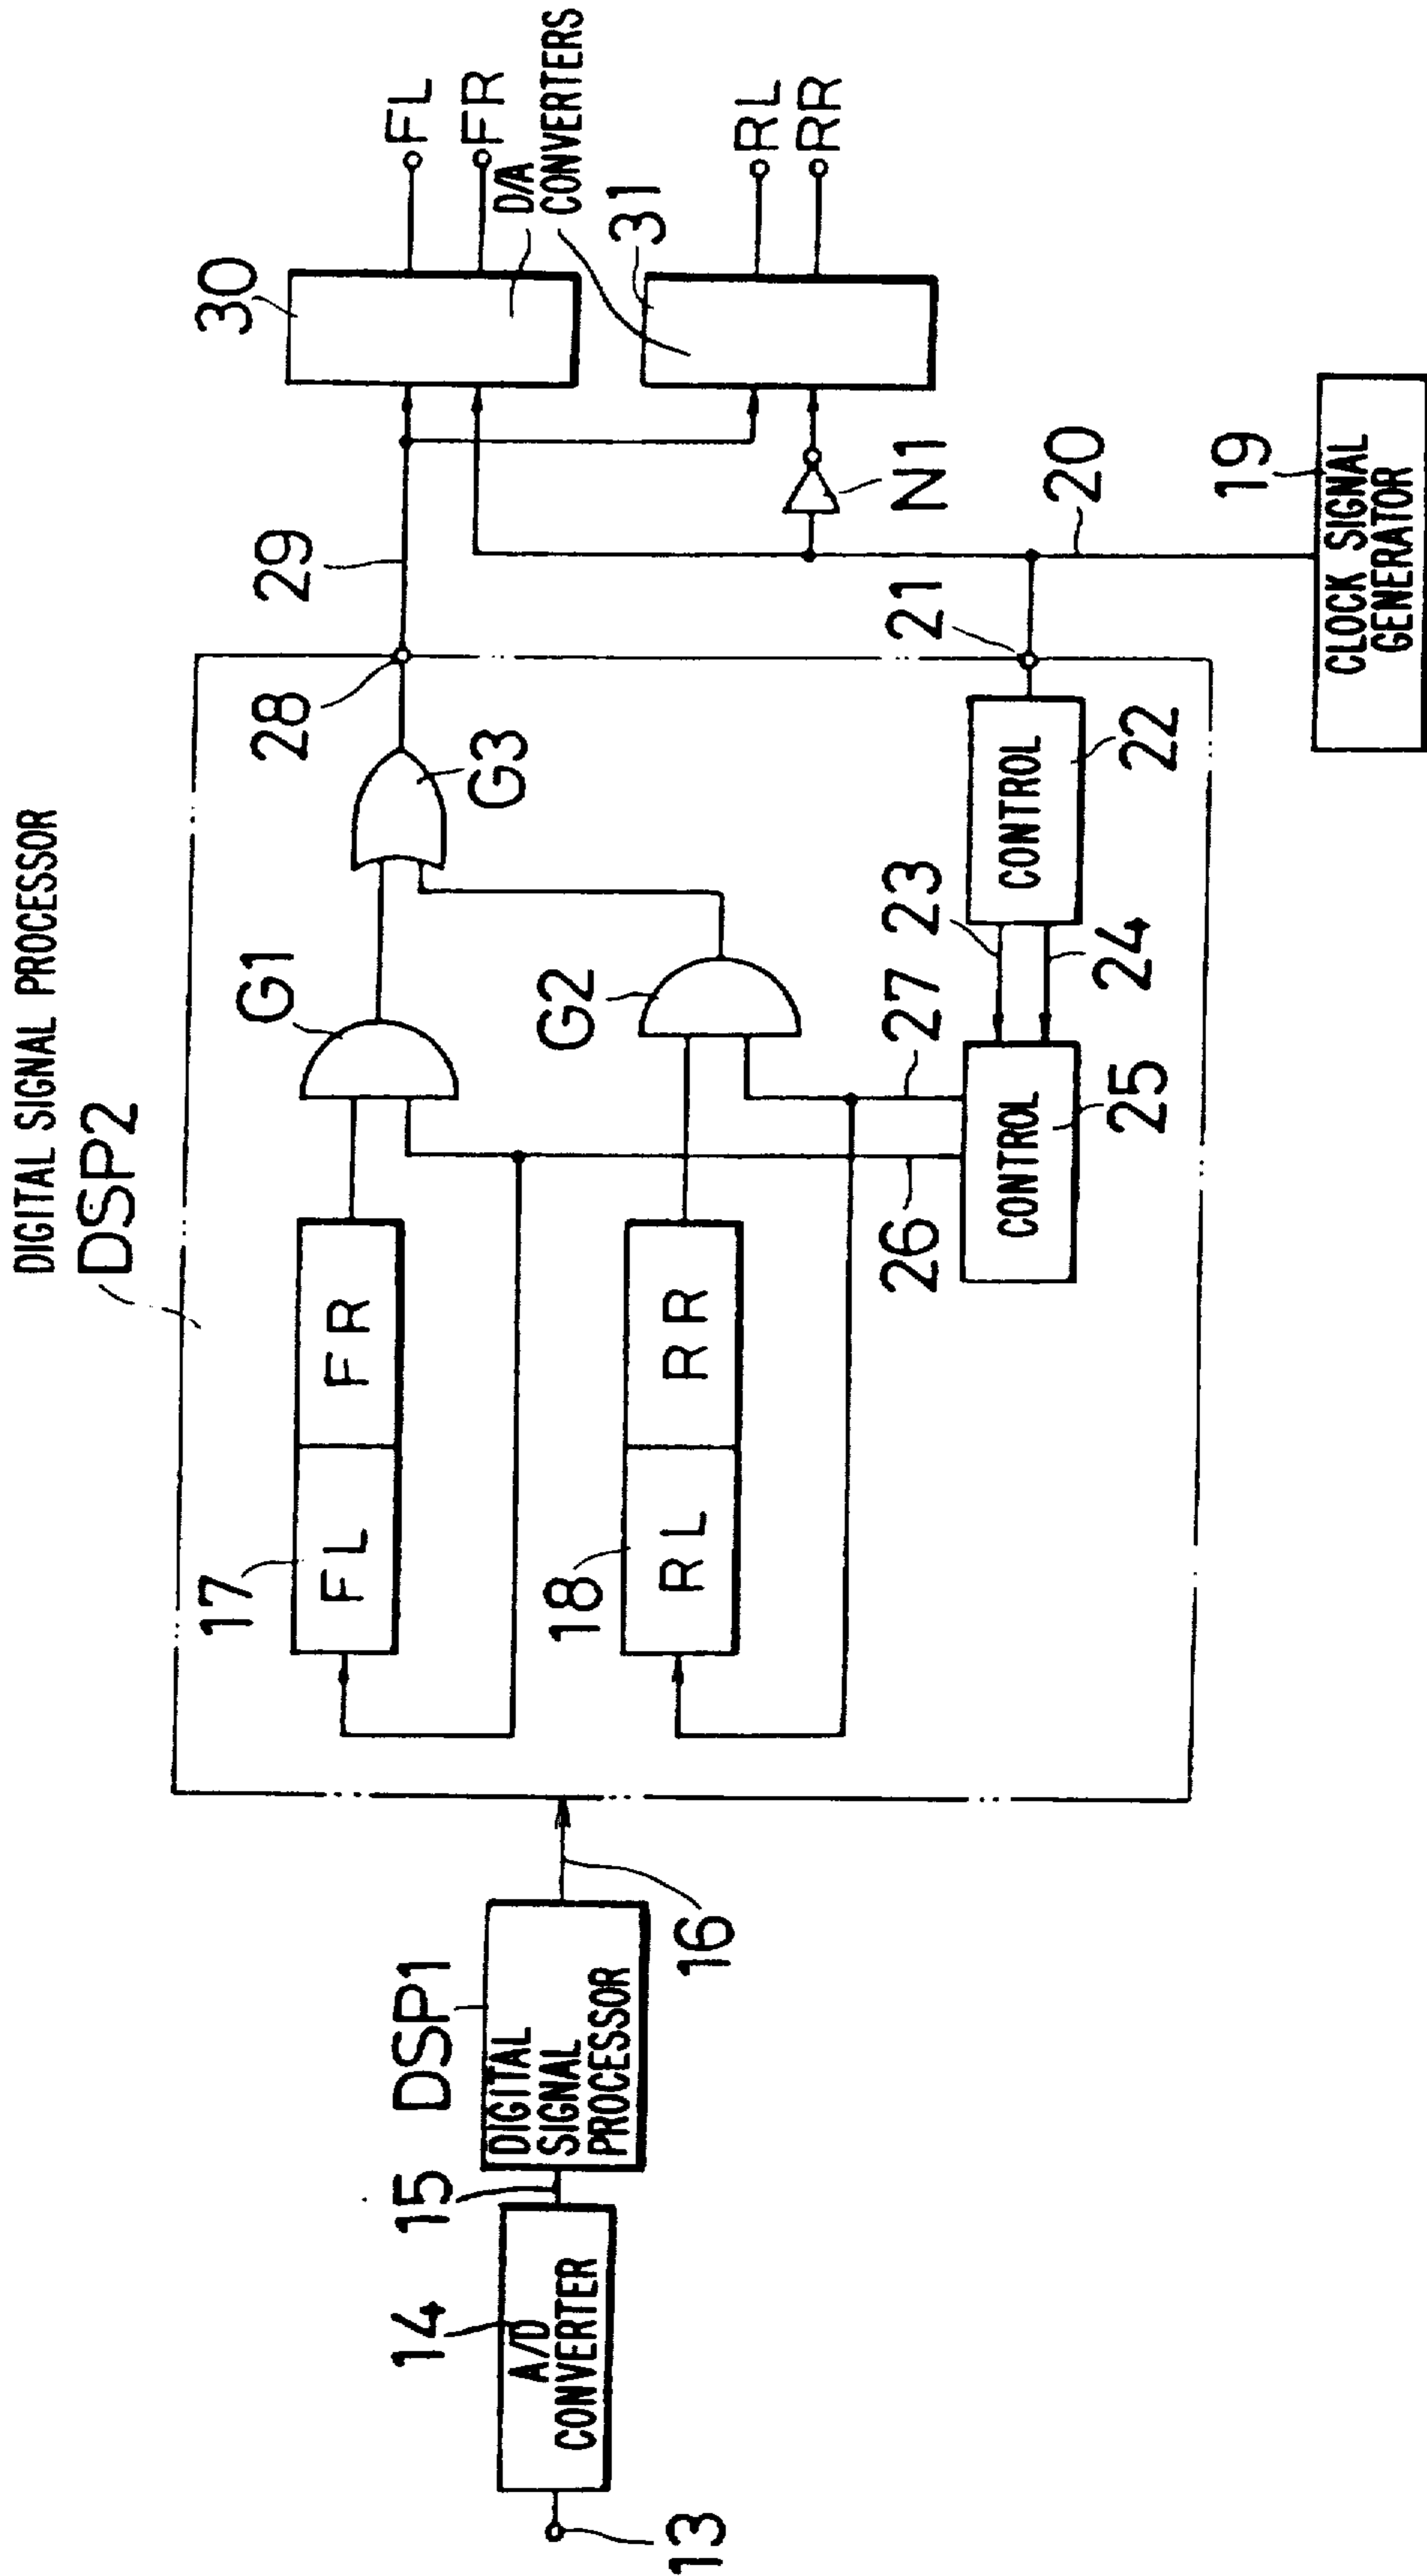 DIGITAL SIGNAL PROCESSOR
DSP2
13
14
A/D
CONVERTER
15
DSP1
DIGITAL
SIGNAL
PROCESSOR
16
17
FL
FR
18
RL
RR
G1
G2
G3
26
27
CONTROL
25
23
24
CONTROL
22
21
28
29
20
19
CLOCK SIGNAL
GENERATOR
N1
30
31
D/A
CONVERTERS
FL
FR
RL
RR